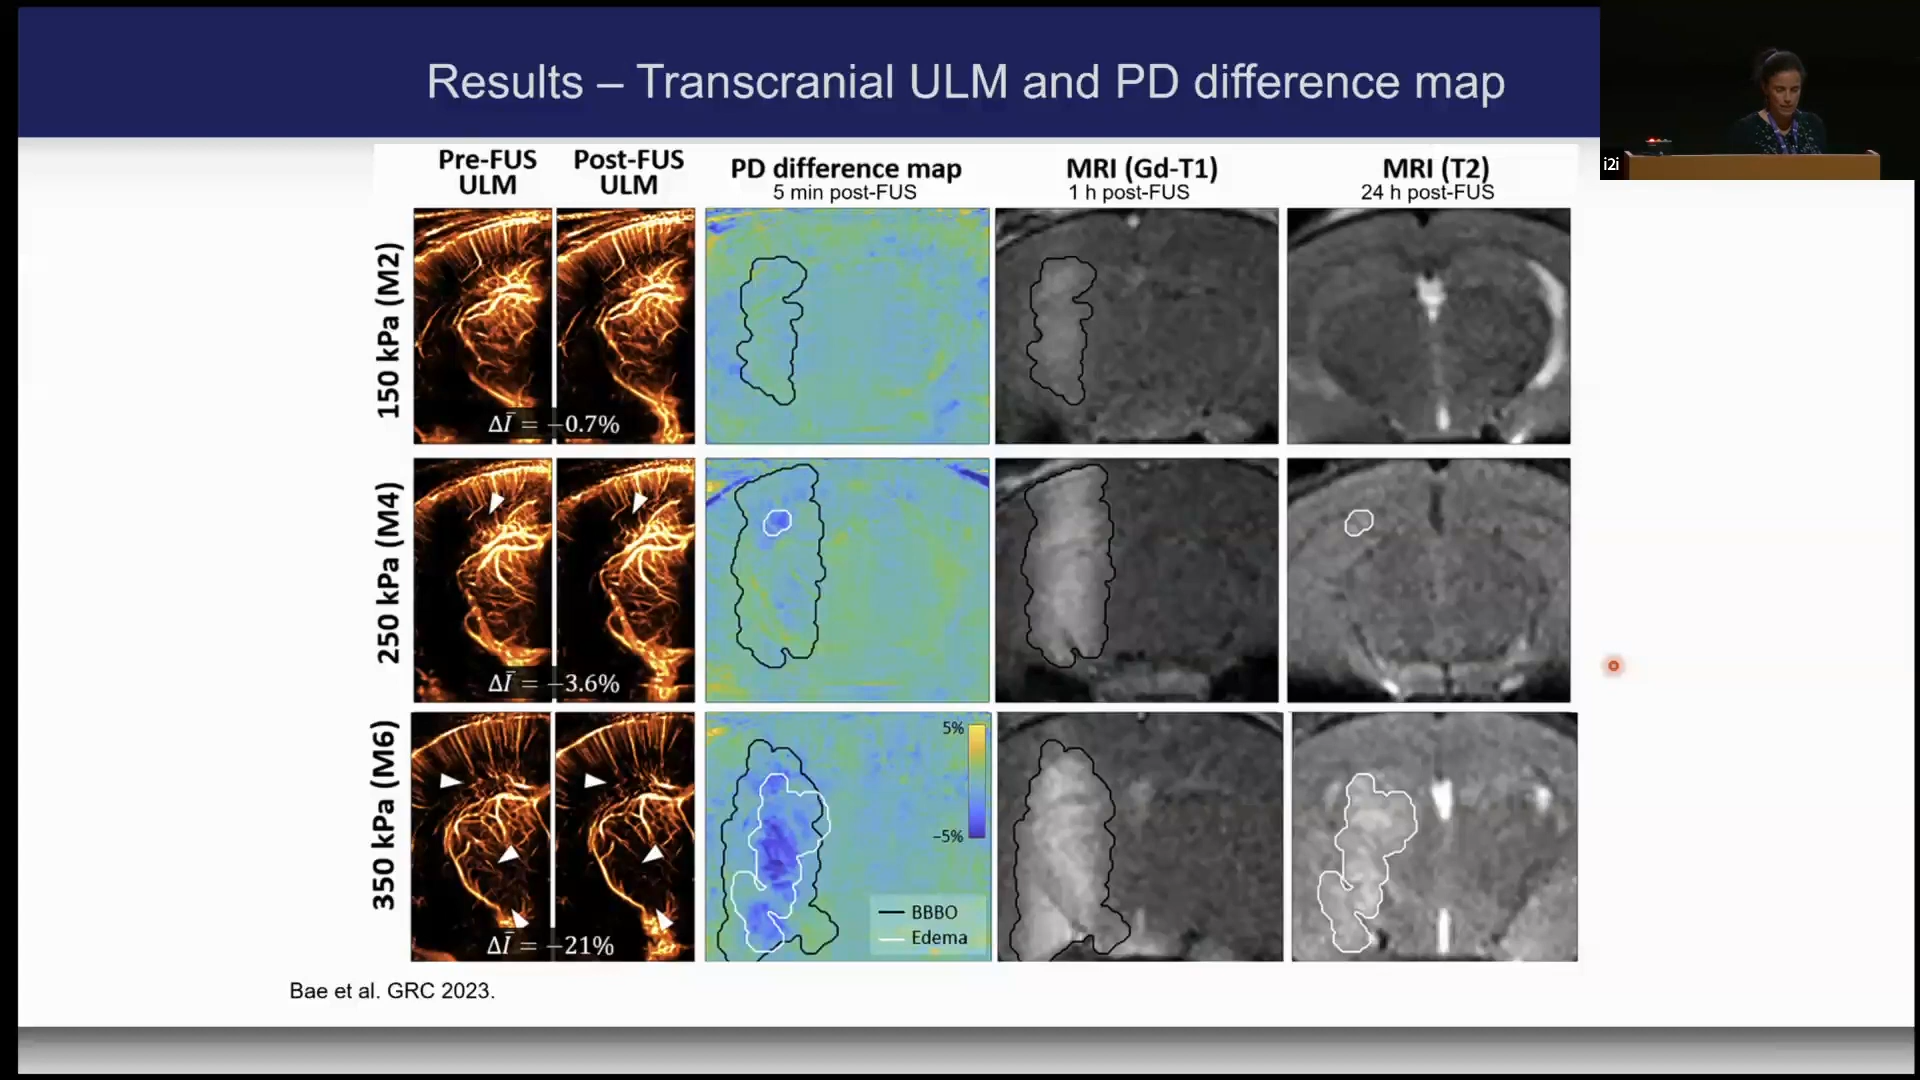 Results – Transcranial ULM and PD difference map
i2i
Pre-FUS
ULM
Post-FUS
ULM
PD difference map
5 min post-FUS
MRI (Gd-T1)
1 h post-FUS
MRI (T2)
24 h post-FUS
150 kPa (M2)
ΔĪ = −0.7%
250 kPa (M4)
ΔĪ = −3.6%
350 kPa (M6)
ΔĪ = −21%
5%
−5%
BBBO
Edema
Bae et al. GRC 2023.